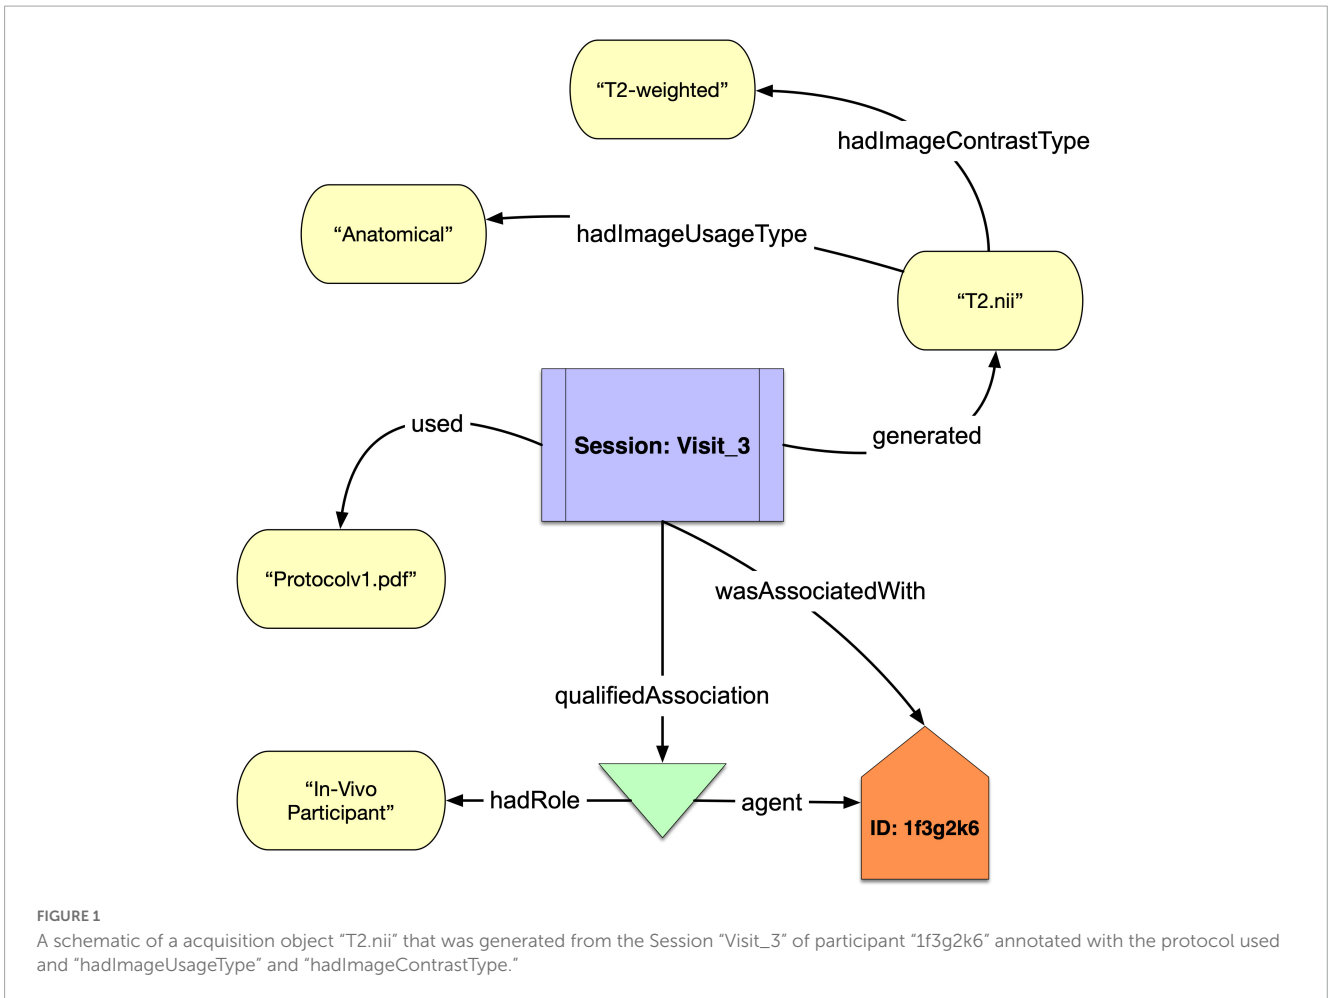 “T2-weighted”
hadImageContrastType
“Anatomical”
hadImageUsageType
“T2.nii”
used
Session: Visit_3
generated
“Protocolv1.pdf”
wasAssociatedWith
qualifiedAssociation
“In-Vivo
Participant”
hadRole
agent
ID: 1f3g2k6
FIGURE 1
A schematic of a acquisition object “T2.nii” that was generated from the Session “Visit_3” of participant “1f3g2k6” annotated with the protocol used
and “hadImageUsageType” and “hadImageContrastType.”